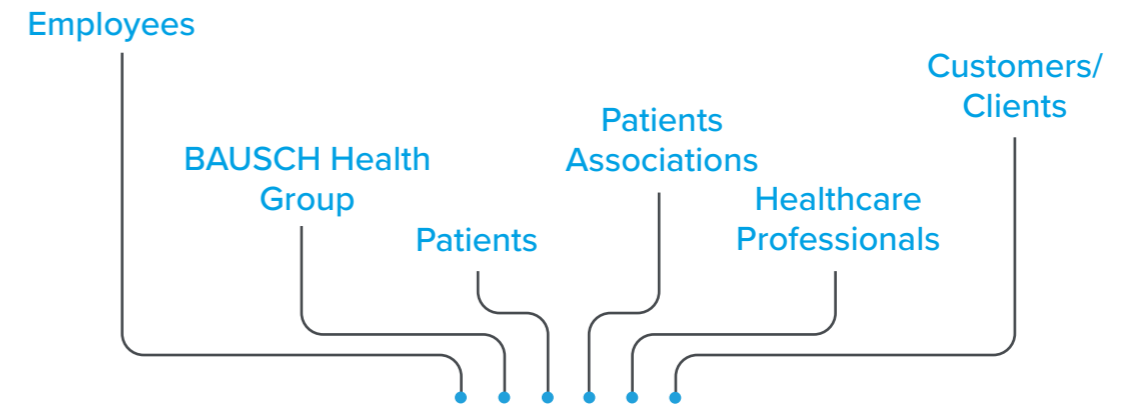 Employees
BAUSCH Health
Group
Patients
Patients
Associations
Healthcare
Professionals
Customers/
Clients